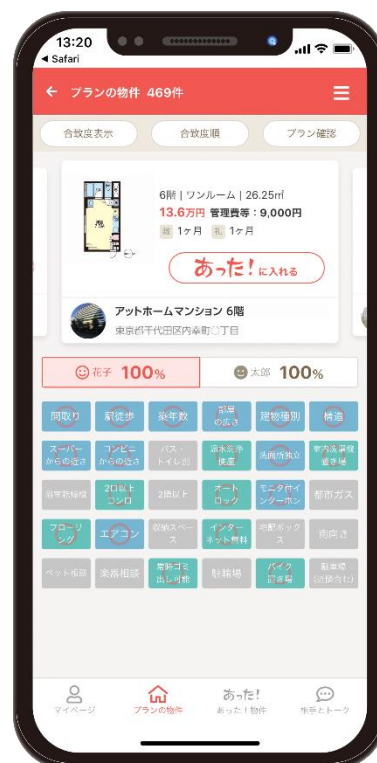 13:20
Safari
プランの物件 469件
合致度表示
合致度順
プラン確認
6階 | ワンルーム | 26.25㎡
13.6万円 管理費等：9,000円
敷 1ヶ月 礼 1ヶ月
あった! に入れる
アットホームマンション 6階
東京都千代田区内幸町○丁目
花子 100%
太郎 100%
間取り
駅徒歩
築年数
部屋
の広さ
建物種別
構造
スーパー
からの近さ
コンビニ
からの近さ
バス・
トイレ別
温水洗浄
便座
洗面所独立
室内洗濯機
置き場
浴室乾燥機
2口以上
コンロ
2階以上
オート
ロック
モニタ付イ
ンターホン
都市ガス
フローリ
ング
エアコン
収納スペー
ス
インター
ネット無料
宅配ボック
ス
南向き
ペット相談
楽器相談
常時ゴミ
出し可能
駐輪場
バイク
置き場
駐車場
(近隣含む)
マイページ
プランの物件
あった!
あった！物件
相手とトーク